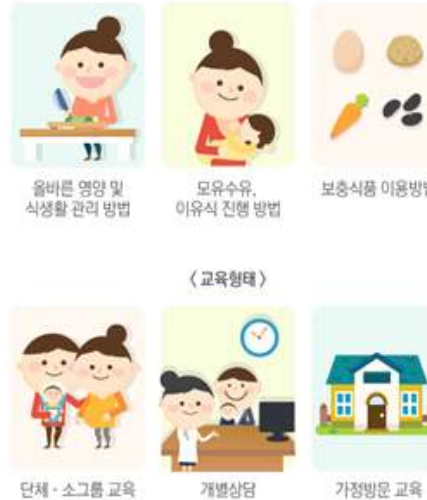 올바른 영양 및
식생활 관리 방법
모유수유,
이유식 진행 방법
보충식품 이용방법
〈 교육형태 〉
단체 · 소그룹 교육
개별상담
가정방문 교육